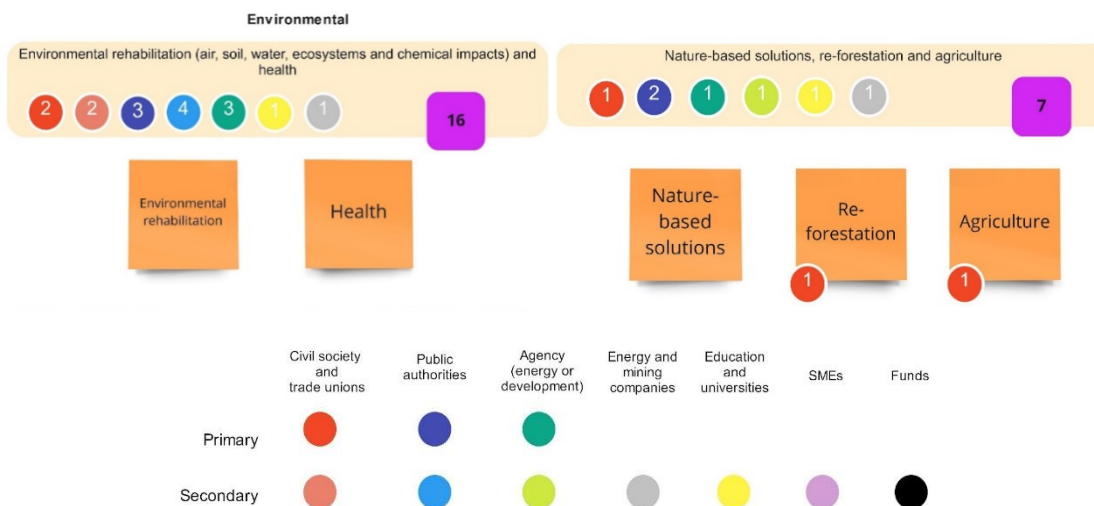 Environmental
Environmental rehabilitation (air, soil, water, ecosystems and chemical impacts) and
health
2 2 3 4 3 1 1
16
Nature-based solutions, re-forestation and agriculture
1 2 1 1 1 1
7
Environmental
rehabilitation
Health
Nature-
based
solutions
Re-
forestation
1
Agriculture
1
Civil society
and
trade unions
Public
authorities
Agency
(energy or
development)
Energy and
mining
companies
Education
and
universities
SMEs
Funds
Primary
Secondary